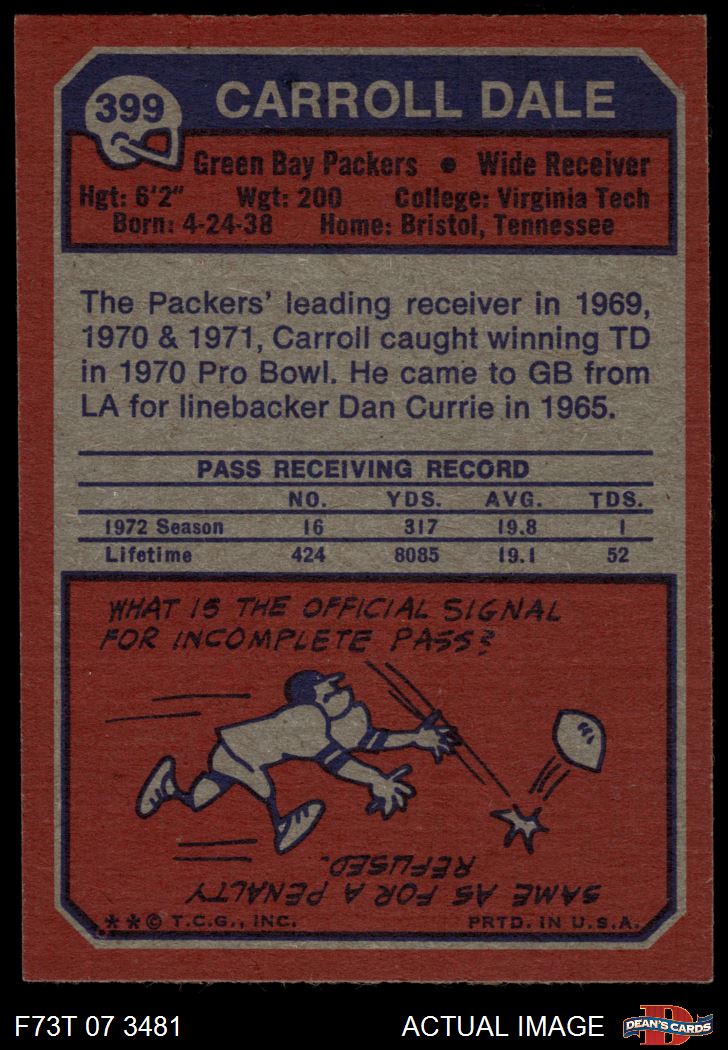 399
CARROLL DALE
Green Bay Packers ● Wide Receiver
Hgt: 6'2" Wgt: 200 College: Virginia Tech
Born: 4-24-38 Home: Bristol, Tennessee
The Packers' leading receiver in 1969,
1970 & 1971, Carroll caught winning TD
in 1970 Pro Bowl. He came to GB from
LA for linebacker Dan Currie in 1965.
PASS RECEIVING RECORD
NO. YDS. AVG. TDS.
1972 Season 16 317 19.8 1
Lifetime 424 8085 19.1 52
WHAT IS THE OFFICIAL SIGNAL
FOR INCOMPLETE PASS?
SAME AS FOR A PENALTY
REFUSED.
**© T.C.G., INC. PRTD. IN U.S.A.
F73T 07 3481 ACTUAL IMAGE
D
DEAN'S CARDS